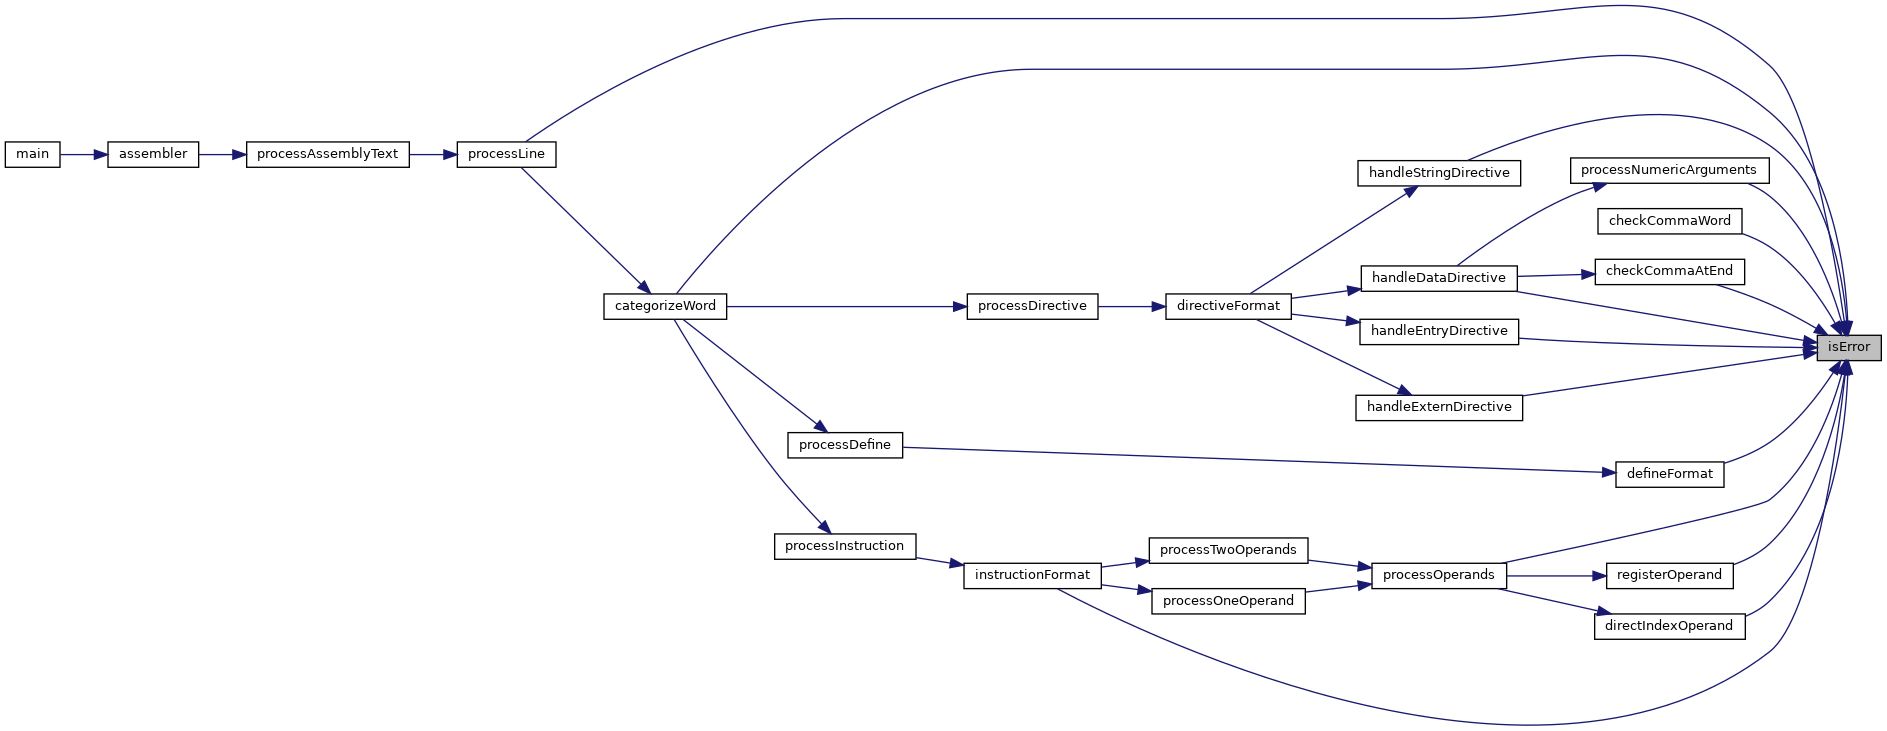 main
assembler
processAssemblyText
processLine
categorizeWord
processDirective
directiveFormat
handleStringDirective
processNumericArguments
checkCommaWord
handleDataDirective
checkCommaAtEnd
handleEntryDirective
isError
handleExternDirective
processDefine
defineFormat
processInstruction
instructionFormat
processTwoOperands
processOneOperand
processOperands
registerOperand
directIndexOperand